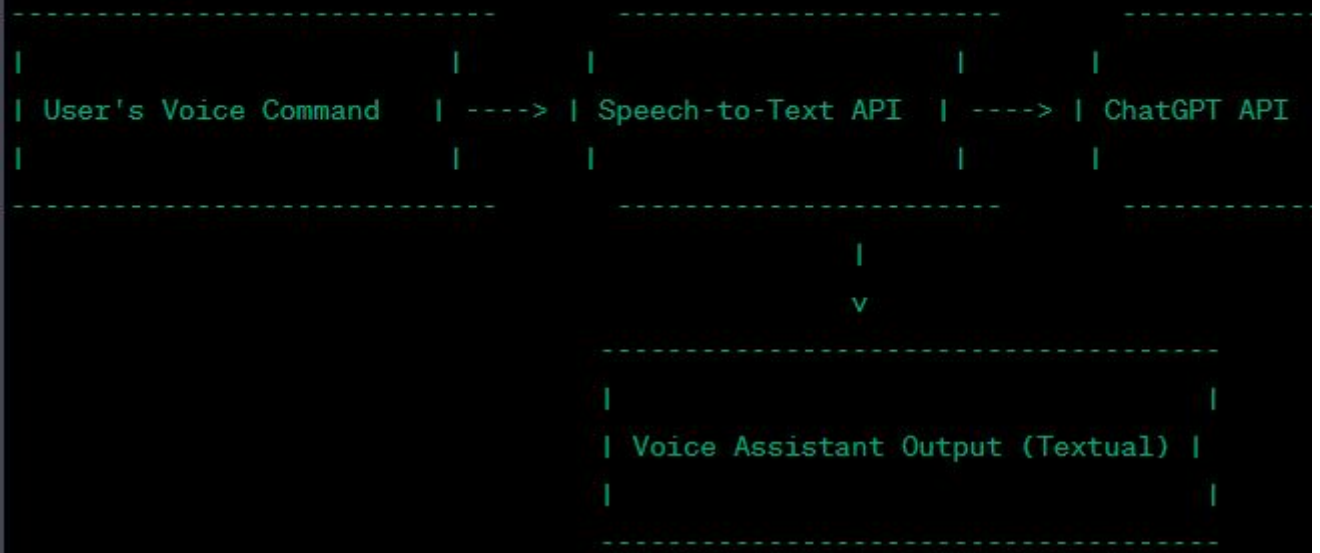 ------------------------------ ----------------------- ------------
| | | | |
| User's Voice Command | ----> | Speech-to-Text API | ----> | ChatGPT API
| | | | |
------------------------------ ----------------------- ------------
|
v
-------------------------------------
| |
| Voice Assistant Output (Textual) |
| |
-------------------------------------